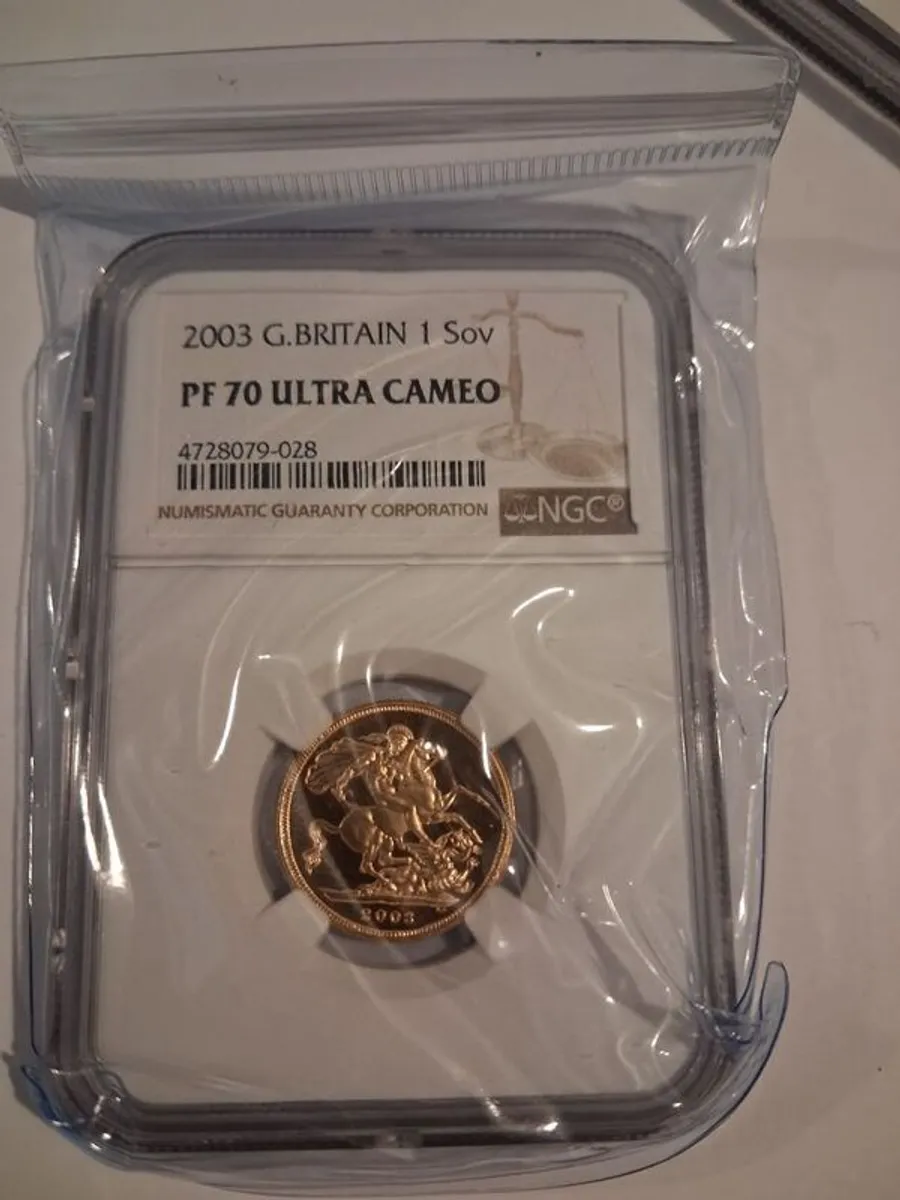 2003 G.BRITAIN 1 Sov
PF 70 ULTRA CAMEO
4728079-028
NUMISMATIC GUARANTY CORPORATION
NGC®
2003